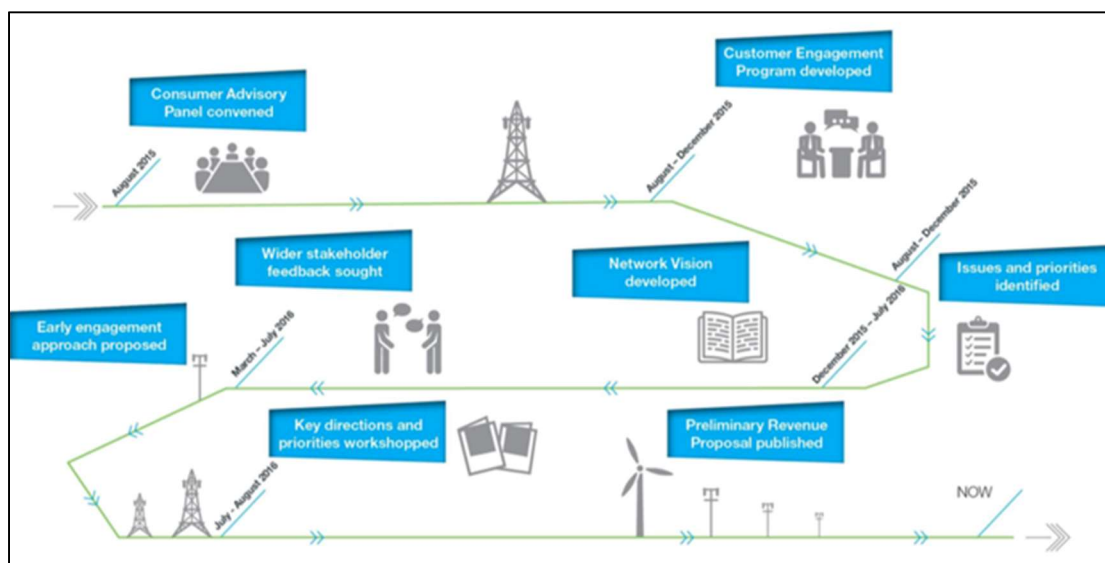 Customer Engagement
Program developed
Consumer Advisory
Panel convened
August 2015
August – December 2015
August – December 2015
Wider stakeholder
feedback sought
Network Vision
developed
Issues and priorities
identified
Early engagement
approach proposed
March – July 2016
December 2015 – July 2016
Key directions and
priorities workshopped
Preliminary Revenue
Proposal published
July - August 2016
NOW